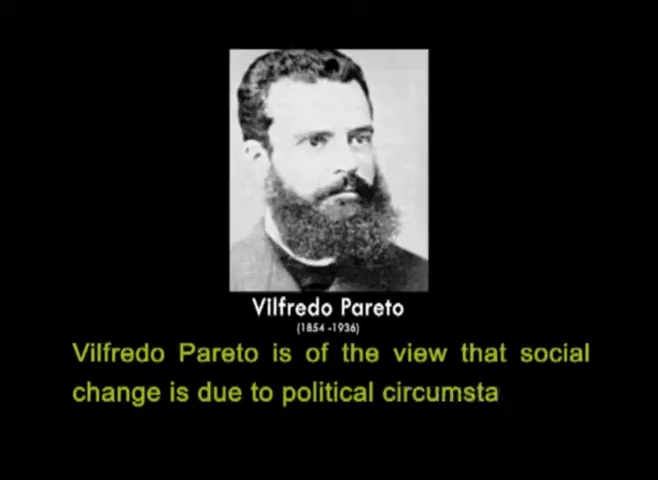 Vilfredo Pareto
(1854 -1936)
Vilfredo Pareto is of the view that social
change is due to political circumsta